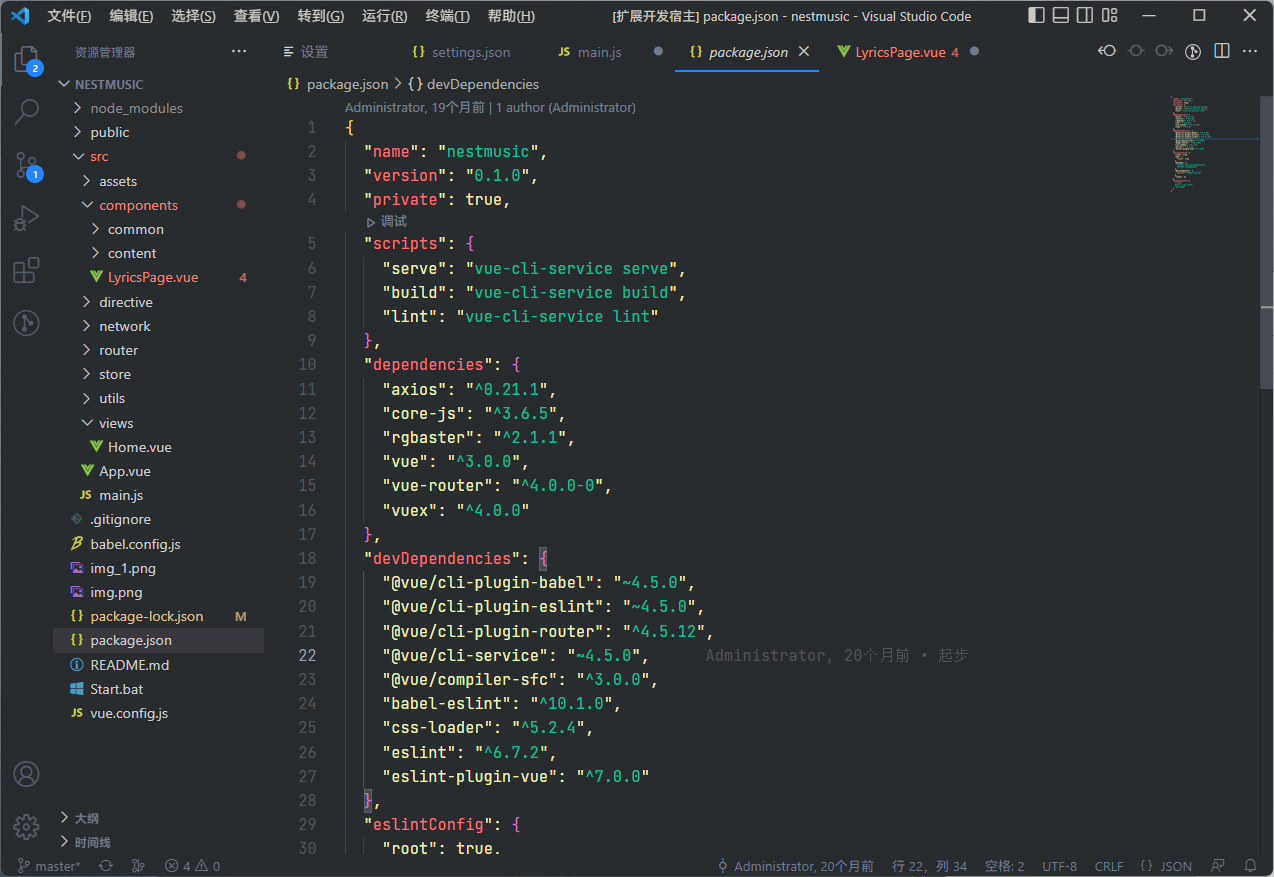 文件(F) 编辑(E) 选择(S) 查看(V) 转到(G) 运行(R) 终端(T) 帮助(H) [扩展开发宿主] package.json - nestmusic - Visual Studio Code
资源管理器 ···
设置 {} settings.json JS main.js {} package.json LyricsPage.vue 4
{} package.json > {} devDependencies
2
1
NESTMUSIC
node_modules
public
src
assets
components
common
content
LyricsPage.vue 4
directive
network
router
store
utils
views
Home.vue
App.vue
JS main.js
.gitignore
babel.config.js
img_1.png
img.png
{} package-lock.json M
{} package.json
README.md
Start.bat
JS vue.config.js
大纲
时间线
Administrator, 19个月前 | 1 author (Administrator)
1 {
2 "name": "nestmusic",
3 "version": "0.1.0",
4 "private": true,
调试
5 "scripts": {
6 "serve": "vue-cli-service serve",
7 "build": "vue-cli-service build",
8 "lint": "vue-cli-service lint"
9 },
10 "dependencies": {
11 "axios": "^0.21.1",
12 "core-js": "^3.6.5",
13 "rgbaster": "^2.1.1",
14 "vue": "^3.0.0",
15 "vue-router": "^4.0.0-0",
16 "vuex": "^4.0.0"
17 },
18 "devDependencies": {
19 "@vue/cli-plugin-babel": "~4.5.0",
20 "@vue/cli-plugin-eslint": "~4.5.0",
21 "@vue/cli-plugin-router": "^4.5.12",
22 "@vue/cli-service": "~4.5.0", Administrator, 20个月前 • 起步
23 "@vue/compiler-sfc": "^3.0.0",
24 "babel-eslint": "^10.1.0",
25 "css-loader": "^5.2.4",
26 "eslint": "^6.7.2",
27 "eslint-plugin-vue": "^7.0.0"
28 },
29 "eslintConfig": {
30 "root": true,
master* 4 0 Administrator, 20个月前 行 22，列 34 空格: 2 UTF-8 CRLF {} JSON